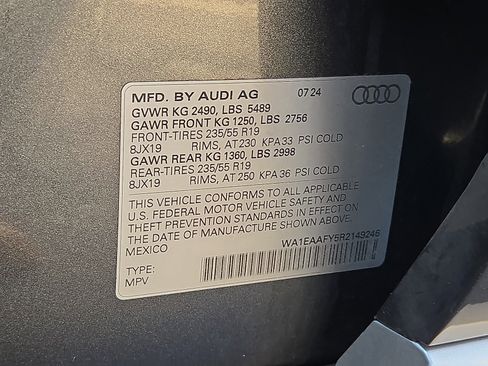 MFD. BY AUDI AG 07 24
GVWR KG 2490, LBS 5489
GAWR FRONT KG 1250, LBS 2756
FRONT-TIRES 235/55 R19
8JX19 RIMS, AT 230 KPA 33 PSI COLD
GAWR REAR KG 1360, LBS 2998
REAR-TIRES 235/55 R19
8JX19 RIMS, AT 250 KPA 36 PSI COLD
THIS VEHICLE CONFORMS TO ALL APPLICABLE
U.S. FEDERAL MOTOR VEHICLE SAFETY AND
THEFT PREVENTION STANDARDS IN EFFECT ON
THE DATE OF MANUFACTURE SHOWN ABOVE.
MEXICO WA1EAAFY5R2149246
TYPE:
MPV